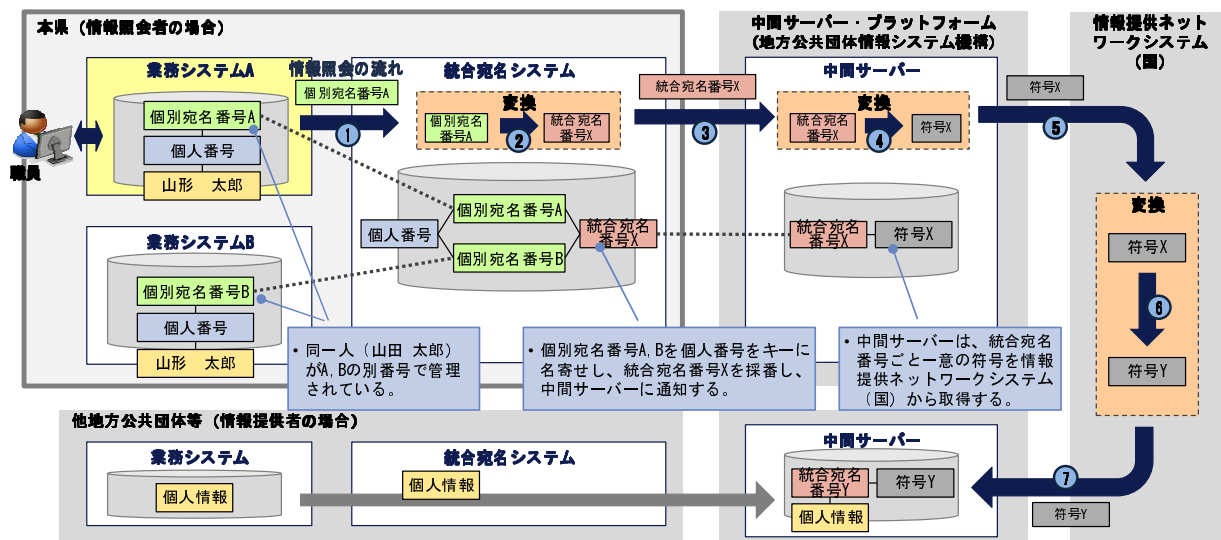 本県（情報照会者の場合）
中間サーバー・プラットフォーム
（地方公共団体情報システム機構）
情報提供ネット
ワークシステム
（国）
業務システムA
情報照会の流れ
統合宛名システム
中間サーバー
個別宛名番号A
個人番号
山形　太郎
職員
個別宛名番号A
①
変換
個別宛名
番号A
②
統合宛名
番号X
統合宛名番号X
③
変換
統合宛名
番号X
④
符号X
符号X
⑤
個人番号
個別宛名番号A
個別宛名番号B
統合宛名
番号X
統合宛名
番号X
符号X
変換
符号X
⑥
符号Y
業務システムB
個別宛名番号B
個人番号
山形　太郎
・同一人（山田 太郎）
がA,Bの別番号で管理
されている。
・個別宛名番号A,Bを個人番号をキーに
名寄せし、統合宛名番号Xを採番し、
中間サーバーに通知する。
・中間サーバーは、統合宛名
番号ごと一意の符号を情報
提供ネットワークシステム
（国）から取得する。
他地方公共団体等（情報提供者の場合）
業務システム
個人情報
統合宛名システム
個人情報
中間サーバー
統合宛名
番号Y
符号Y
個人情報
⑦
符号Y